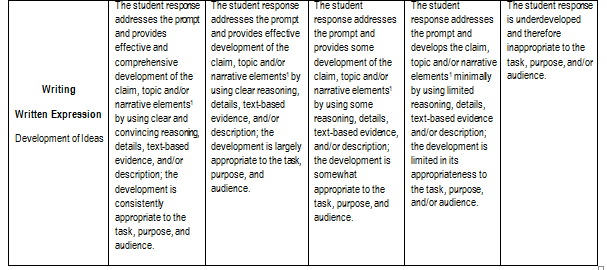 Writing
Written Expression
Development of Ideas
The student response
addresses the prompt
and provides
effective and
comprehensive
development of the
claim, topic and/or
narrative elements¹
by using clear and
convincing reasoning,
details, text-based
evidence, and/or
description; the
development is
consistently
appropriate to the
task, purpose, and
audience.
The student response
addresses the prompt
and provides effective
development of the
claim, topic and/or
narrative elements¹ by
using clear reasoning,
details, text-based
evidence, and/or
description; the
development is largely
appropriate to the task,
purpose, and
audience.
The student
response addresses
the prompt and
provides some
development of the
claim, topic and/or
narrative elements¹
by using some
reasoning, details,
text-based evidence,
and/or description;
the development is
somewhat
appropriate to the
task, purpose, and
audience.
The student
response addresses
the prompt and
develops the claim,
topic and/or narrative
elements¹ minimally
by using limited
reasoning, details,
text-based evidence
and/or description;
the development is
limited in its
appropriateness to
the task, purpose,
and/or audience.
The student response
is underdeveloped
and therefore
inappropriate to the
task, purpose, and/or
audience.